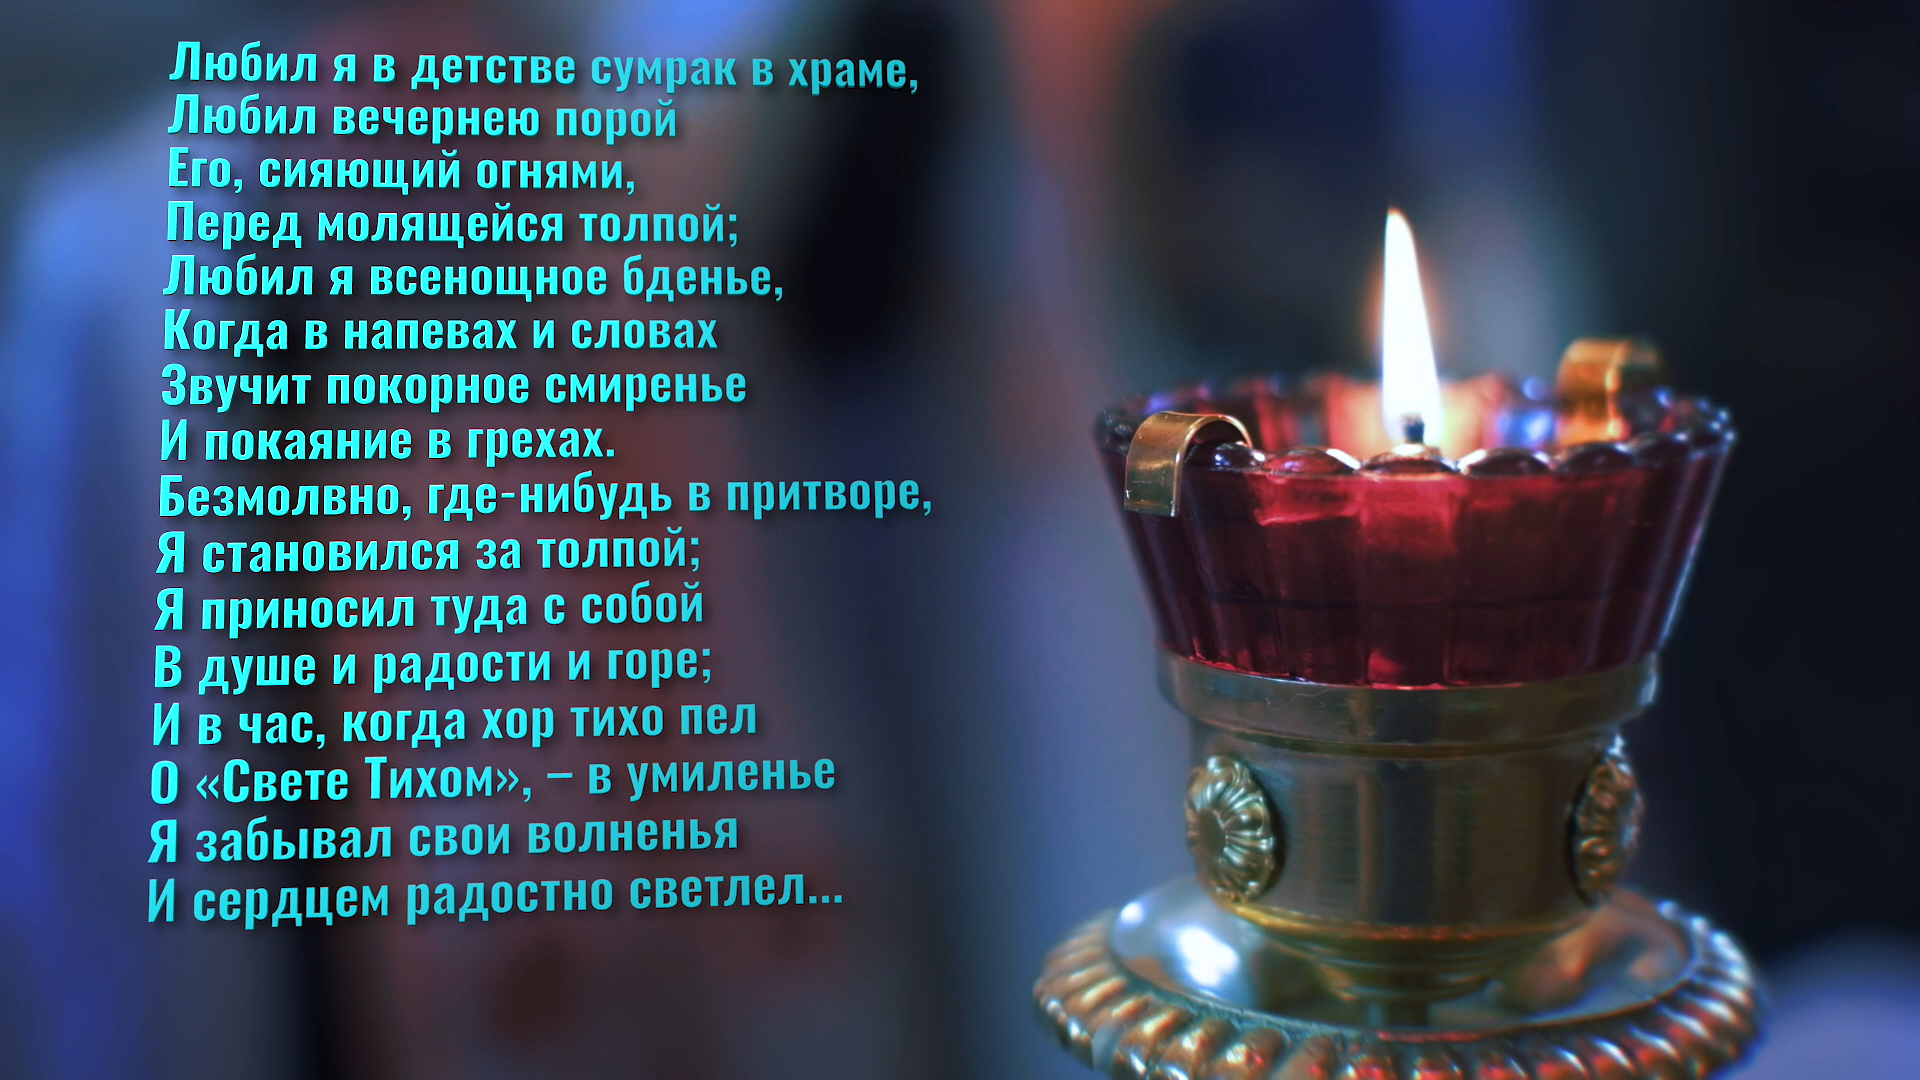 Любил я в детстве сумрак в храме,
Любил вечернею порой
Его, сияющий огнями,
Перед молящейся толпой;
Любил я всенощное бденье,
Когда в напевах и словах
Звучит покорное смиренье
И покаяние в грехах.
Безмолвно, где-нибудь в притворе,
Я становился за толпой;
Я приносил туда с собой
В душе и радости и горе;
И в час, когда хор тихо пел
О «Свете Тихом», – в умиленье
Я забывал свои волненья
И сердцем радостно светлел...